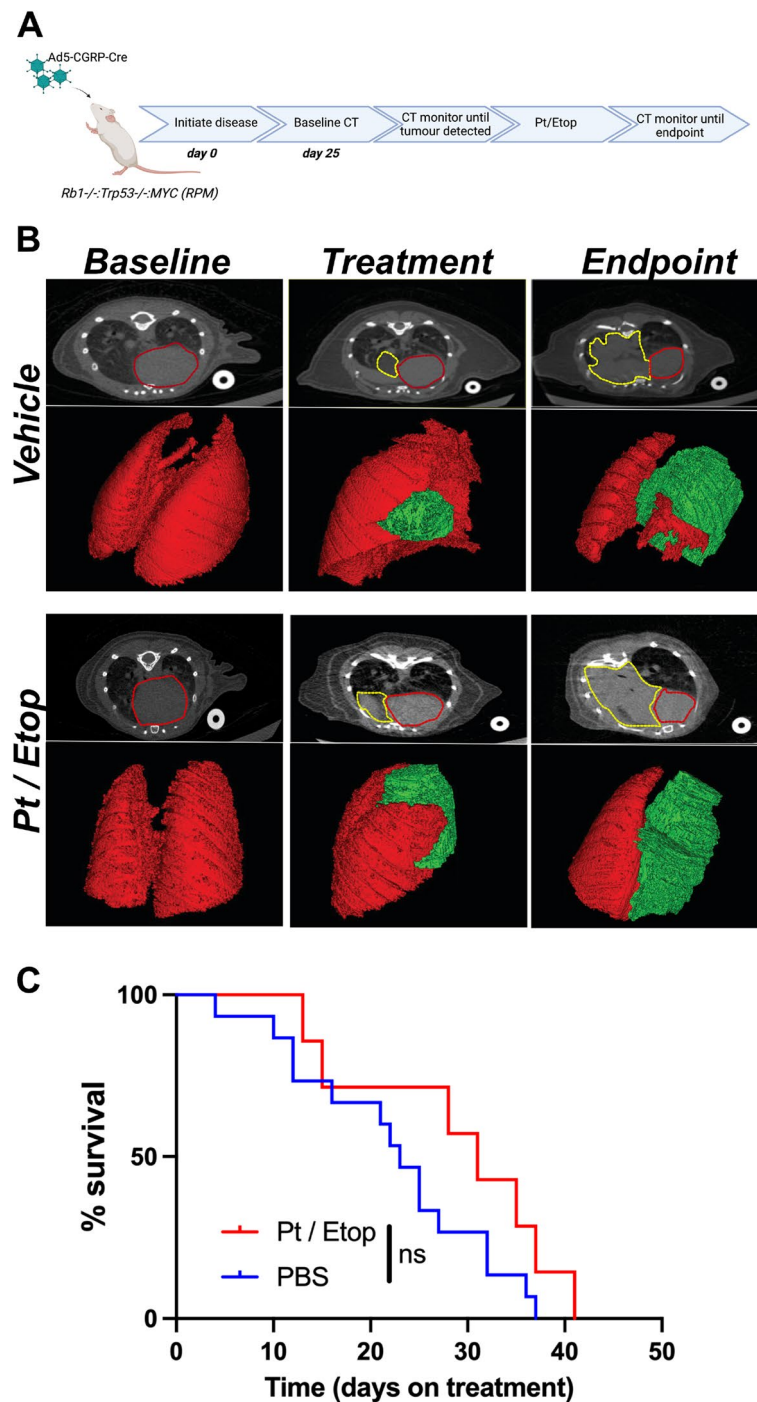 A
Ad5-CGRP-Cre
Initiate disease
Baseline CT
CT monitor until
tumour detected
Pt/Etop
CT monitor until
endpoint
day 0
day 25
Rb1-/-:Trp53-/-:MYC (RPM)
B
Baseline
Treatment
Endpoint
Vehicle
Pt / Etop
C
100
50
0
% survival
Pt / Etop
PBS
ns
0
10
20
30
40
50
Time (days on treatment)